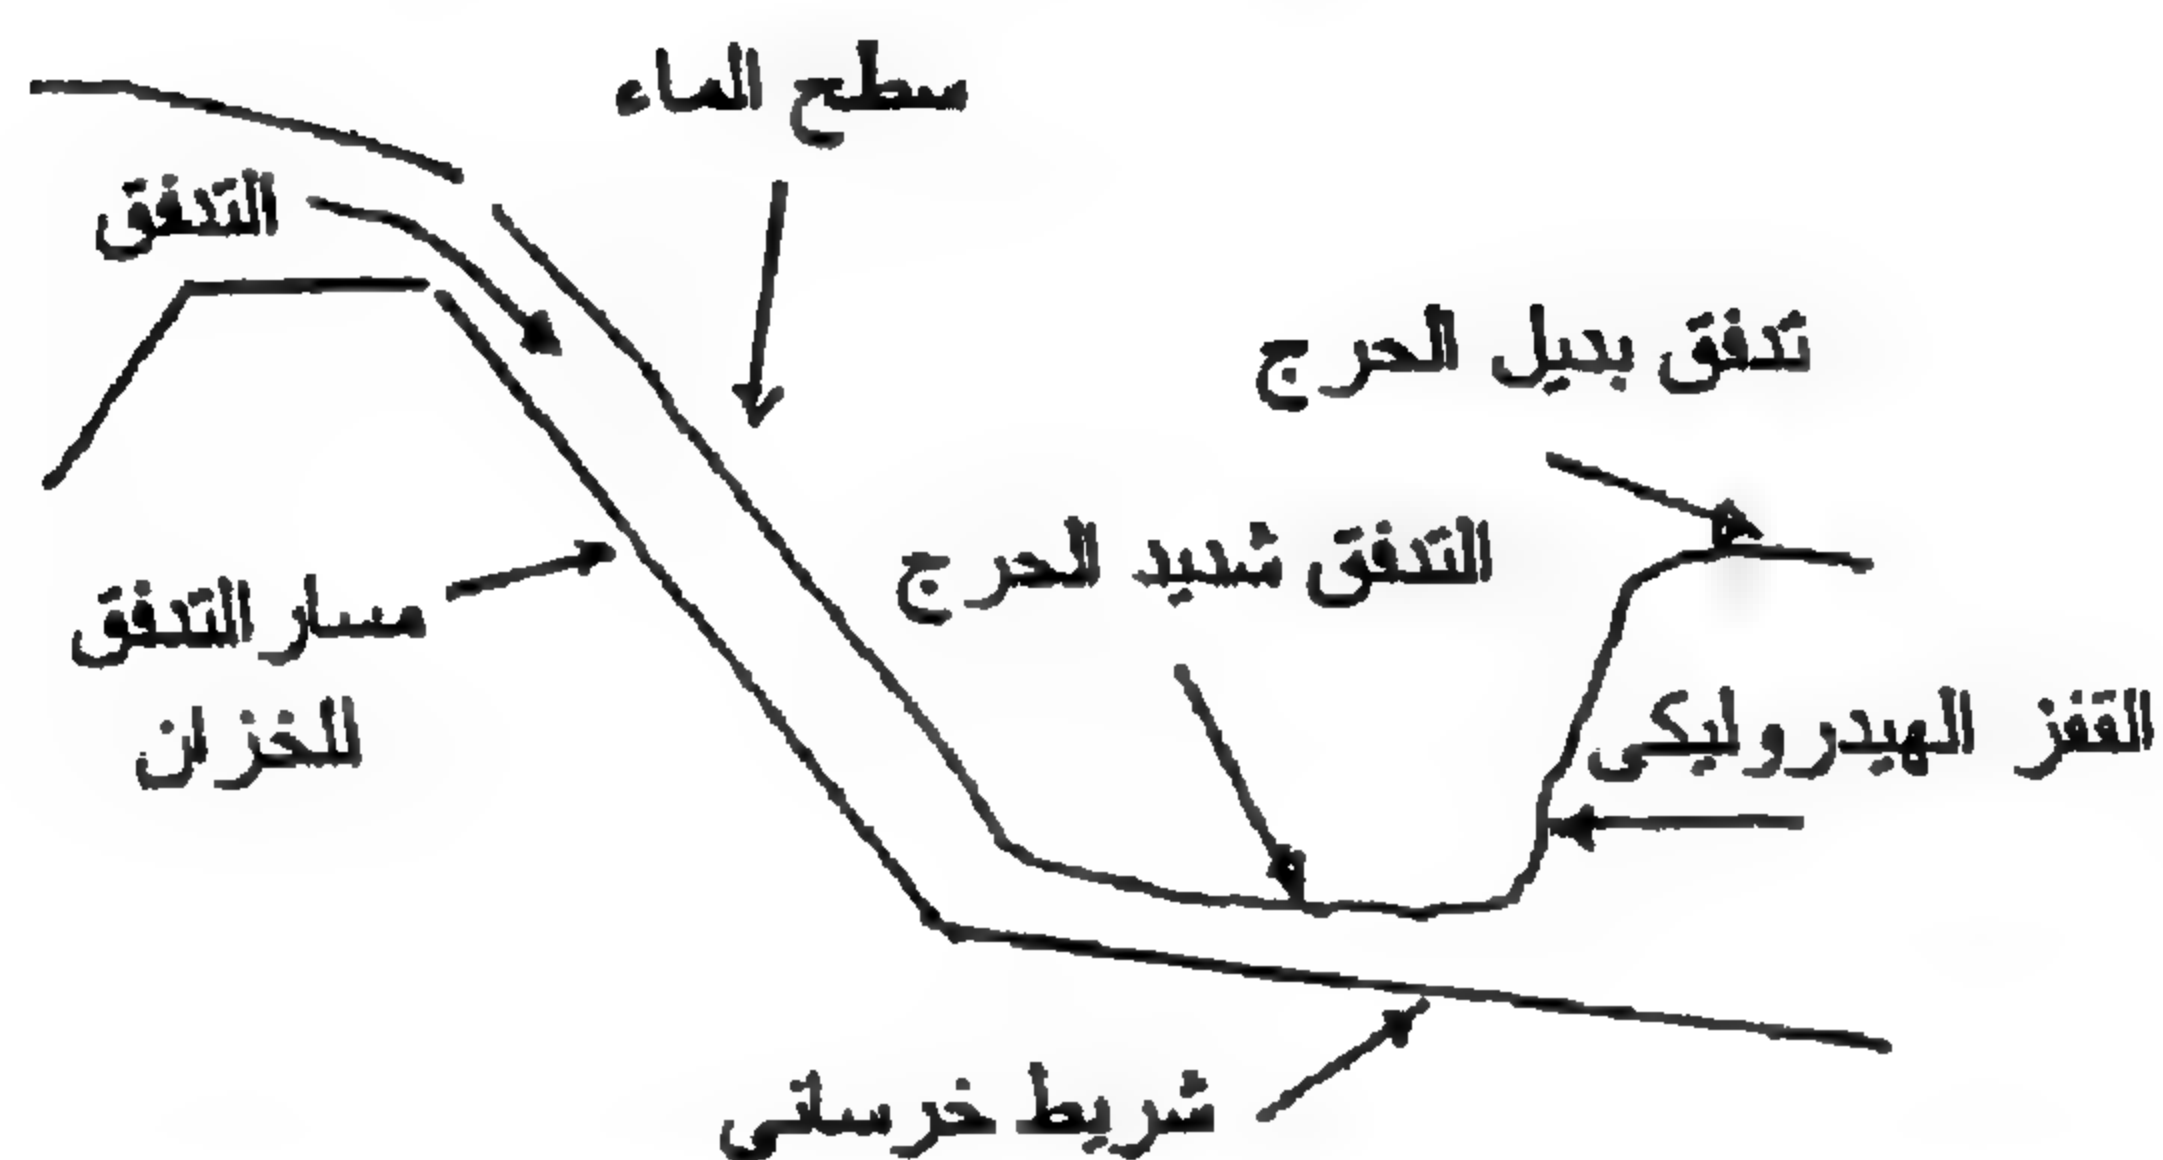 سطح الماء
التدفق
تدفق بديل الحرج
التدفق شديد الحرج
مسار التدفق
للخزان
القفز الهيدروليكى
شريط خرسانى